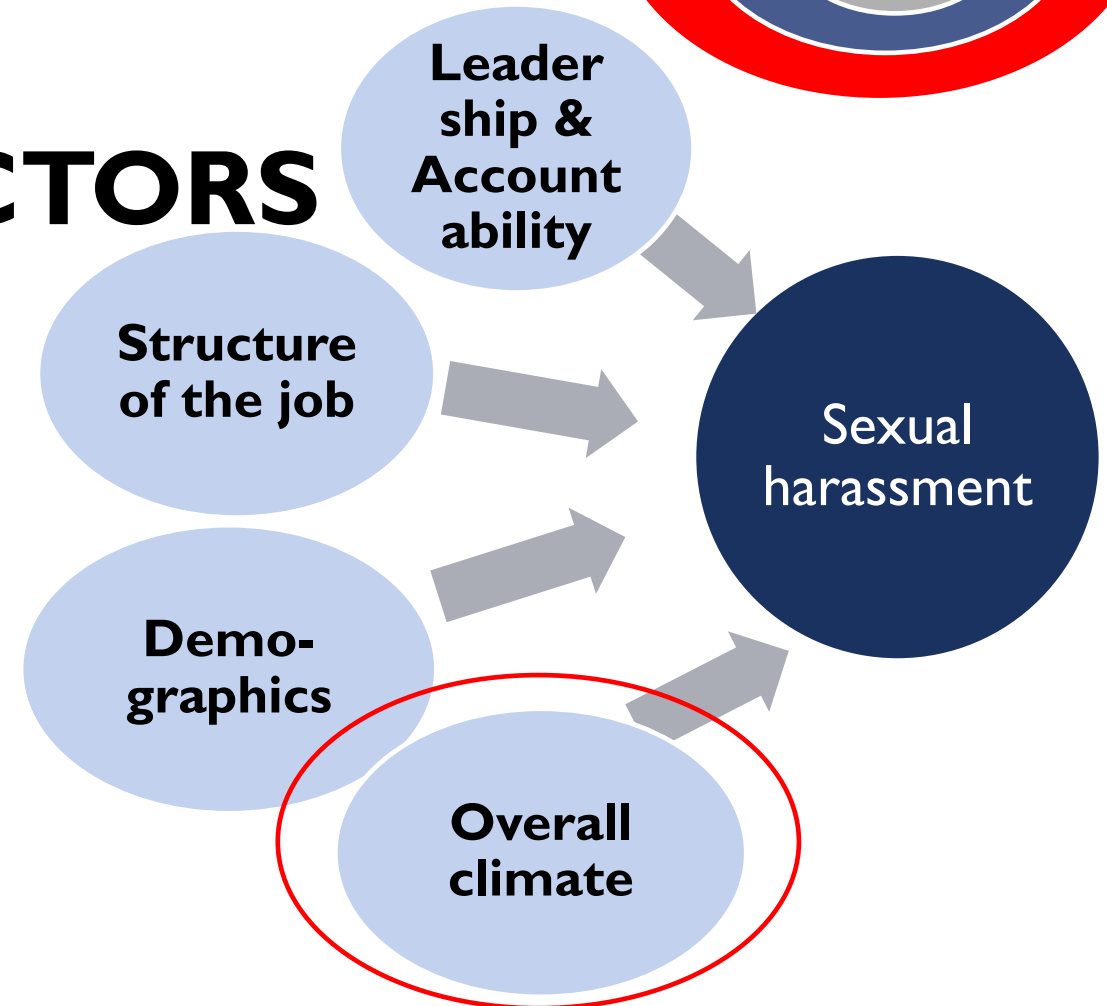 CTORS
Leader
ship &
Account
ability
Structure
of the job
Sexual
harassment
Demo-
graphics
Overall
climate